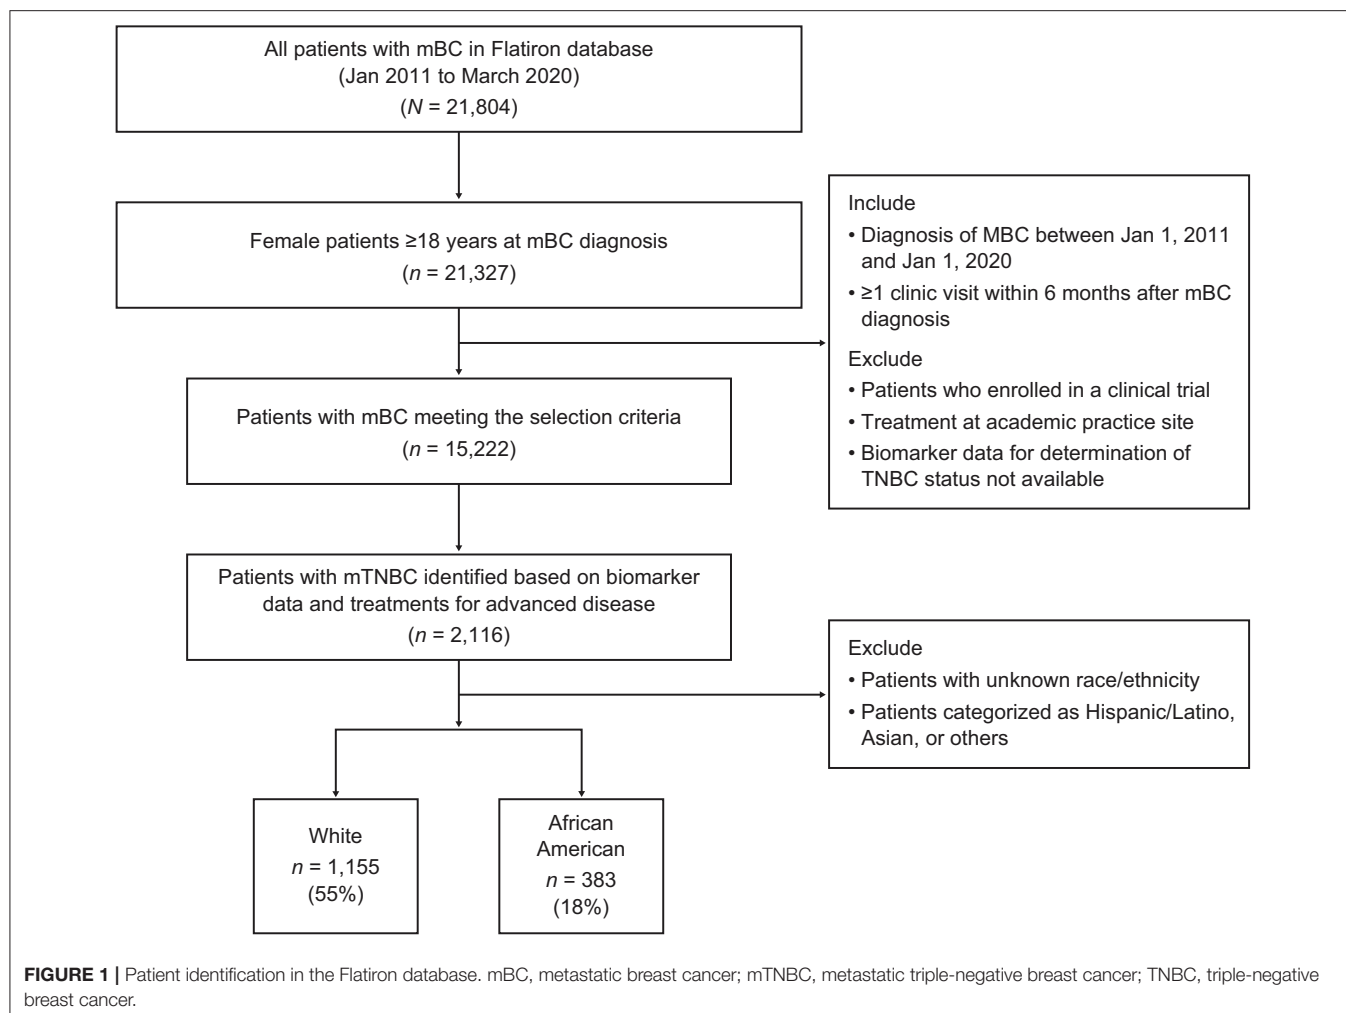 All patients with mBC in Flatiron database
(Jan 2011 to March 2020)
(N = 21,804)
Female patients ≥18 years at mBC diagnosis
(n = 21,327)
Include
• Diagnosis of MBC between Jan 1, 2011
and Jan 1, 2020
• ≥1 clinic visit within 6 months after mBC
diagnosis
Exclude
• Patients who enrolled in a clinical trial
• Treatment at academic practice site
• Biomarker data for determination of
TNBC status not available
Patients with mBC meeting the selection criteria
(n = 15,222)
Patients with mTNBC identified based on biomarker
data and treatments for advanced disease
(n = 2,116)
Exclude
• Patients with unknown race/ethnicity
• Patients categorized as Hispanic/Latino,
Asian, or others
White
n = 1,155
(55%)
African
American
n = 383
(18%)
FIGURE 1 | Patient identification in the Flatiron database. mBC, metastatic breast cancer; mTNBC, metastatic triple-negative breast cancer; TNBC, triple-negative
breast cancer.